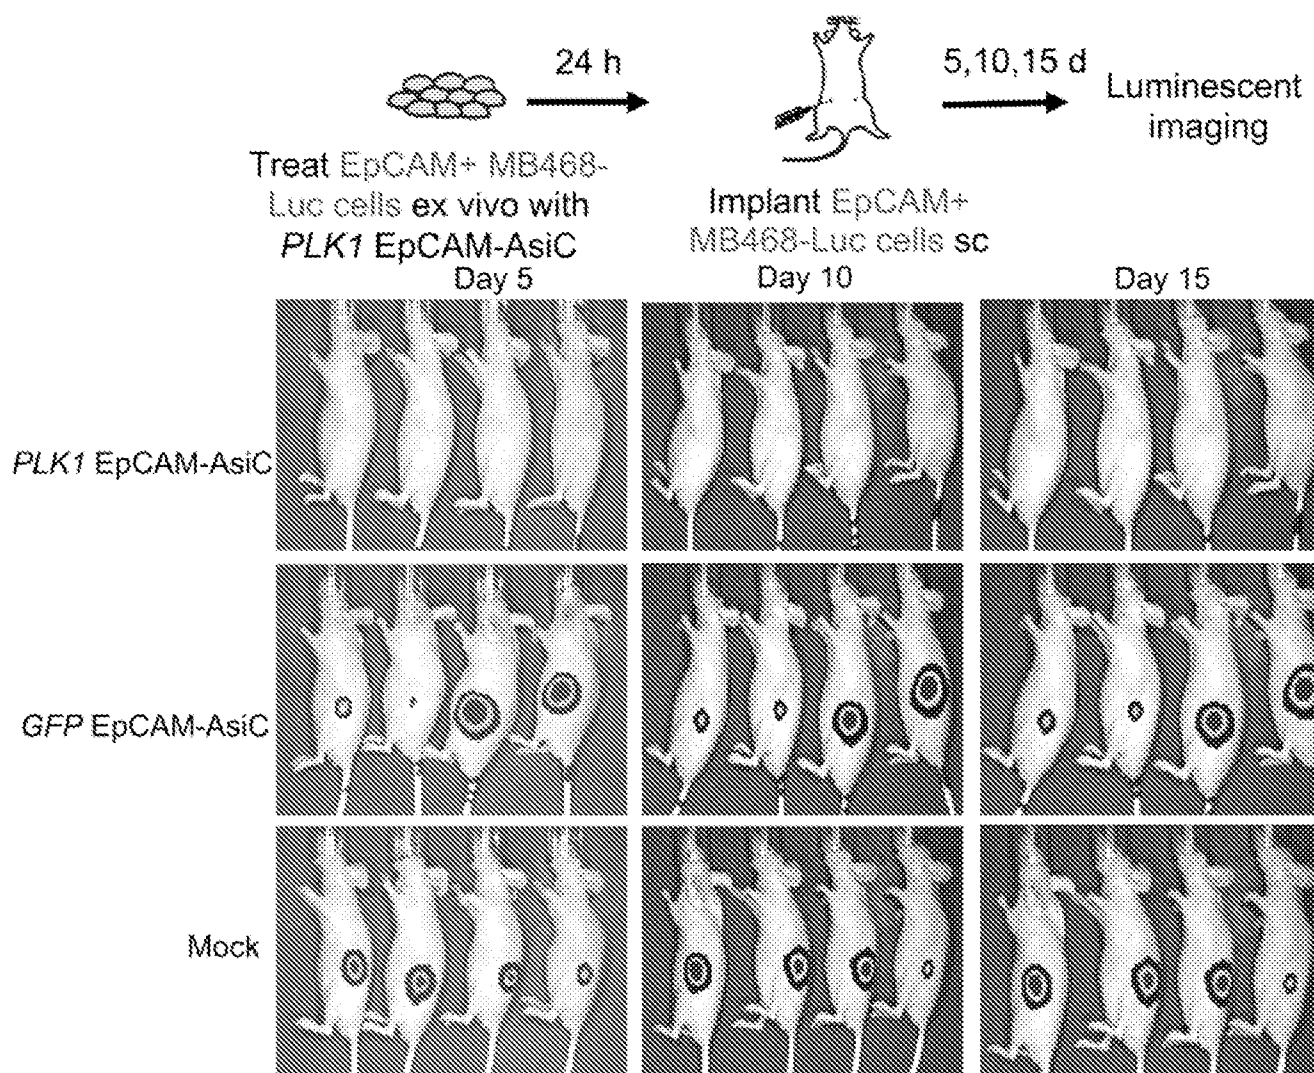 24 h
5,10,15 d
Luminescent
imaging
Treat EpCAM+ MB468-
Luc cells ex vivo with
PLK1 EpCAM-AsiC
Implant EpCAM+
MB468-Luc cells sc
Day 5
Day 10
Day 15
PLK1 EpCAM-AsiC
GFP EpCAM-AsiC
Mock